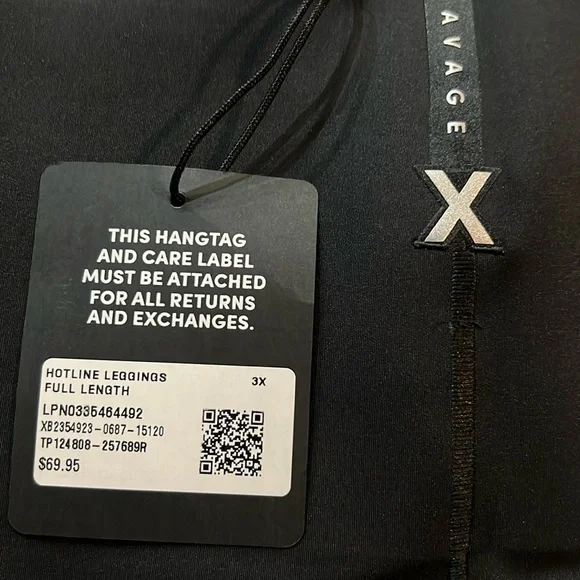 AVAGE
X
THIS HANGTAG
AND CARE LABEL
MUST BE ATTACHED
FOR ALL RETURNS
AND EXCHANGES.
HOTLINE LEGGINGS 3X
FULL LENGTH
LPN0335464492
XB2354923-0687-15120
TP124808-257689R
$69.95